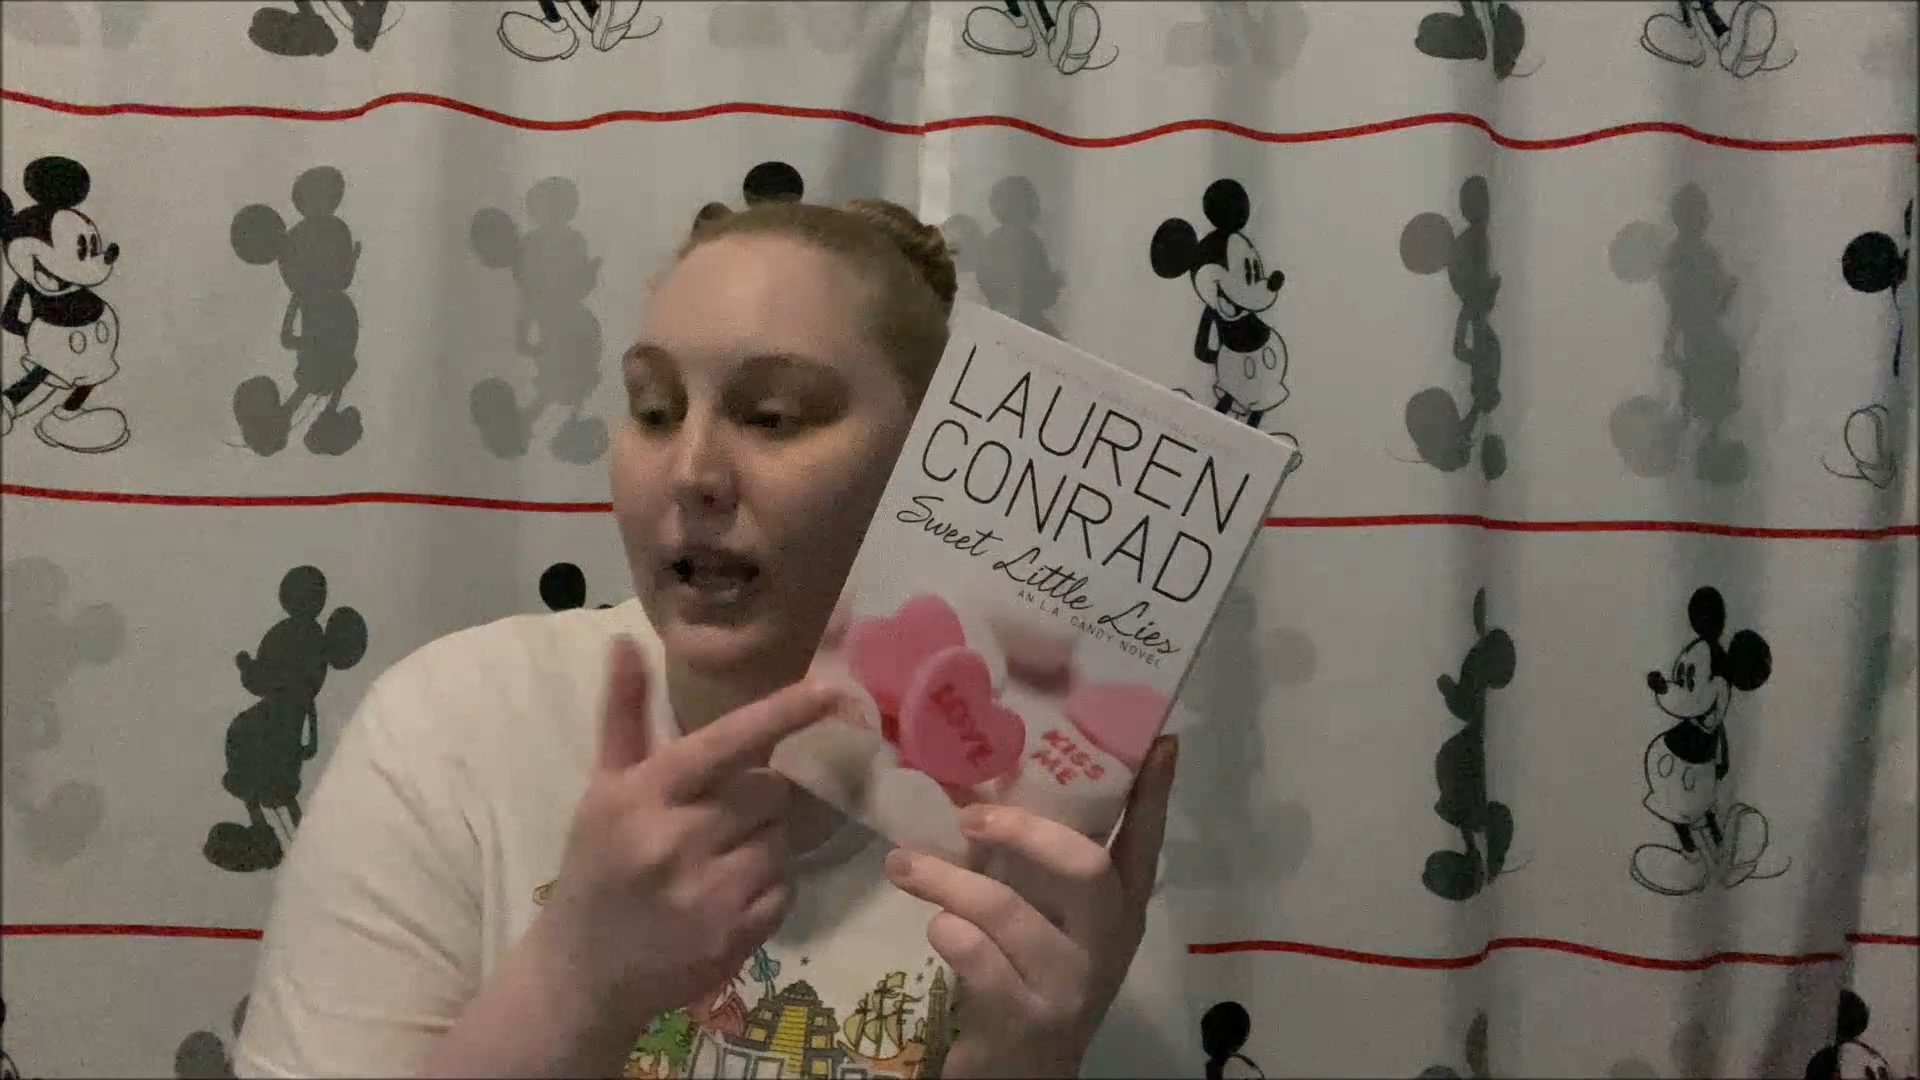 LAUREN
CONRAD
Sweet Little Lies
AN L.A. CANDY NOVEL
LOVE
KISS
ME